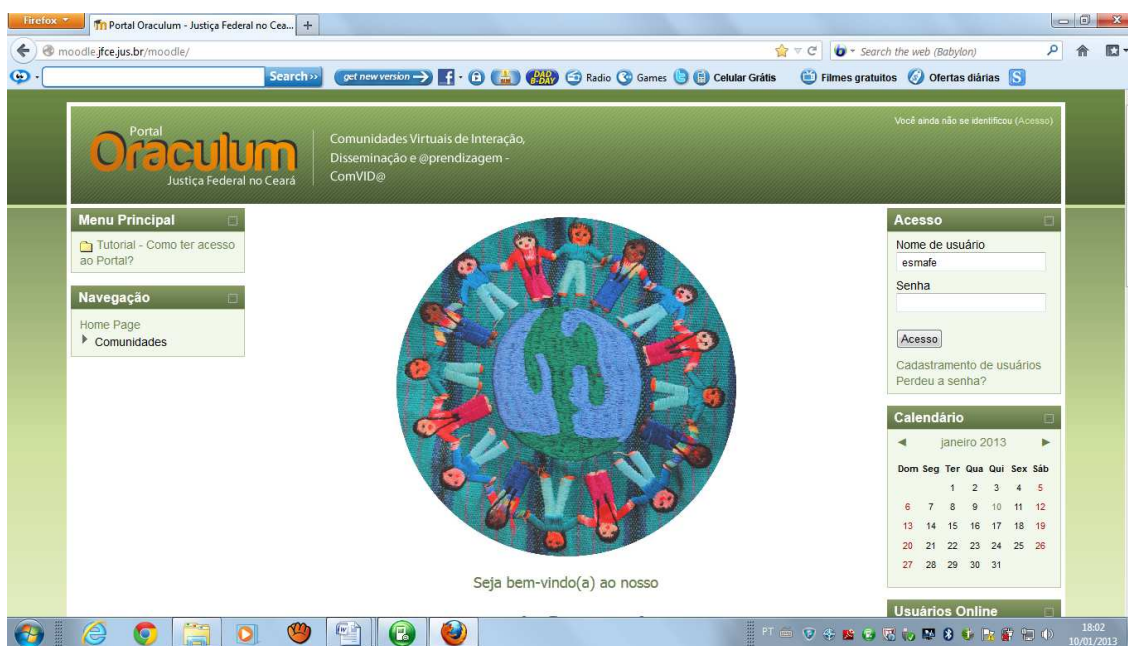 Firefox
Portal Oraculum - Justiça Federal no Cea...
moodle.jfce.jus.br/moodle/
Search the web (Babylon)
Search >>
get new version
Radio
Games
Celular Grátis
Filmes gratuitos
Ofertas diárias
Você ainda não se identificou (Acesso)
Portal
Oraculum
Justiça Federal no Ceará
Comunidades Virtuais de Interação,
Disseminação e @prendizagem -
ComVID@
Menu Principal
Tutorial - Como ter acesso
ao Portal?
Navegação
Home Page
Comunidades
Seja bem-vindo(a) ao nosso
Acesso
Nome de usuário
esmafe
Senha
Acesso
Cadastramento de usuários
Perdeu a senha?
Calendário
janeiro 2013
Dom Seg Ter Qua Qui Sex Sáb
1 2 3 4 5
6 7 8 9 10 11 12
13 14 15 16 17 18 19
20 21 22 23 24 25 26
27 28 29 30 31
Usuários Online
PT
18:02
10/01/2013